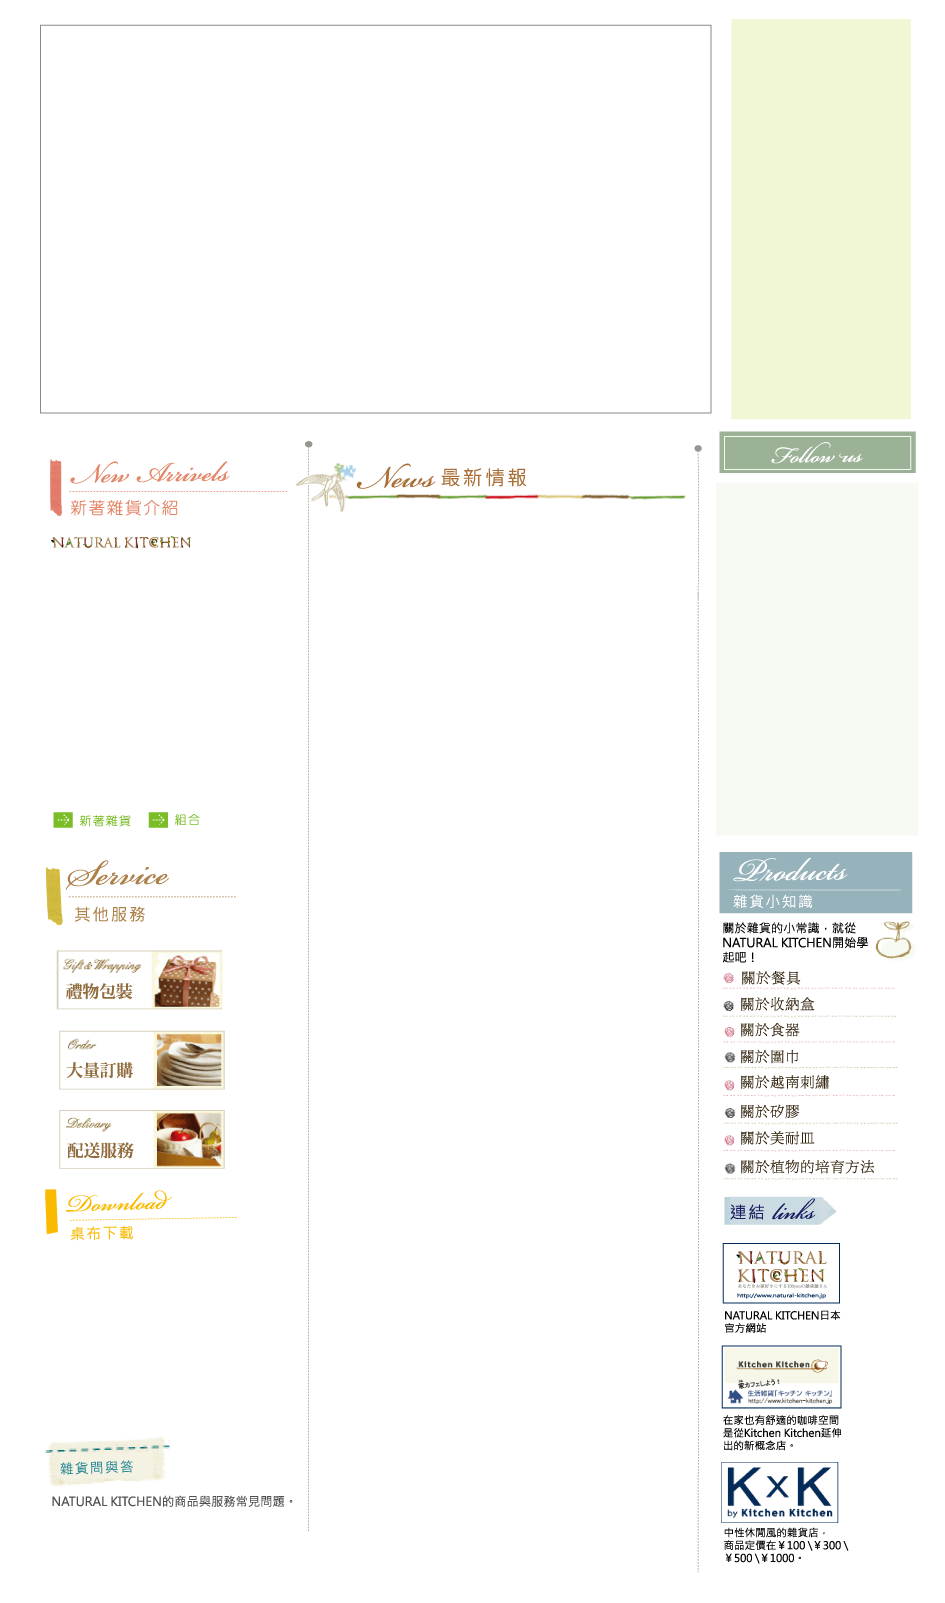 New Arrivels
新著雜貨介紹
NATURAL KITCHEN
新著雜貨
組合
Service
其他服務
Gift & Wrapping
禮物包裝
Order
大量訂購
Delivary
配送服務
Download
桌布下載
雜貨問與答
NATURAL KITCHEN的商品與服務常見問題。
News 最新情報
Follow us
Products
雜貨小知識
關於雜貨的小常識，就從
NATURAL KITCHEN開始學
起吧！
關於餐具
關於收納盒
關於食器
關於圍巾
關於越南刺繡
關於矽膠
關於美耐皿
關於植物的培育方法
連結 links
NATURAL
KITCHEN
http://www.natural-kitchen.jp
NATURAL KITCHEN日本
官方網站
Kitchen Kitchen
家カフェしよう！
生活雑貨「キッチン キッチン」
http://www.kitchen-kitchen.jp
在家也有舒適的咖啡空間
是從Kitchen Kitchen延伸
出的新概念店。
K×K
by Kitchen Kitchen
中性休閒風的雜貨店，
商品定價在￥100\￥300\
￥500\￥1000。